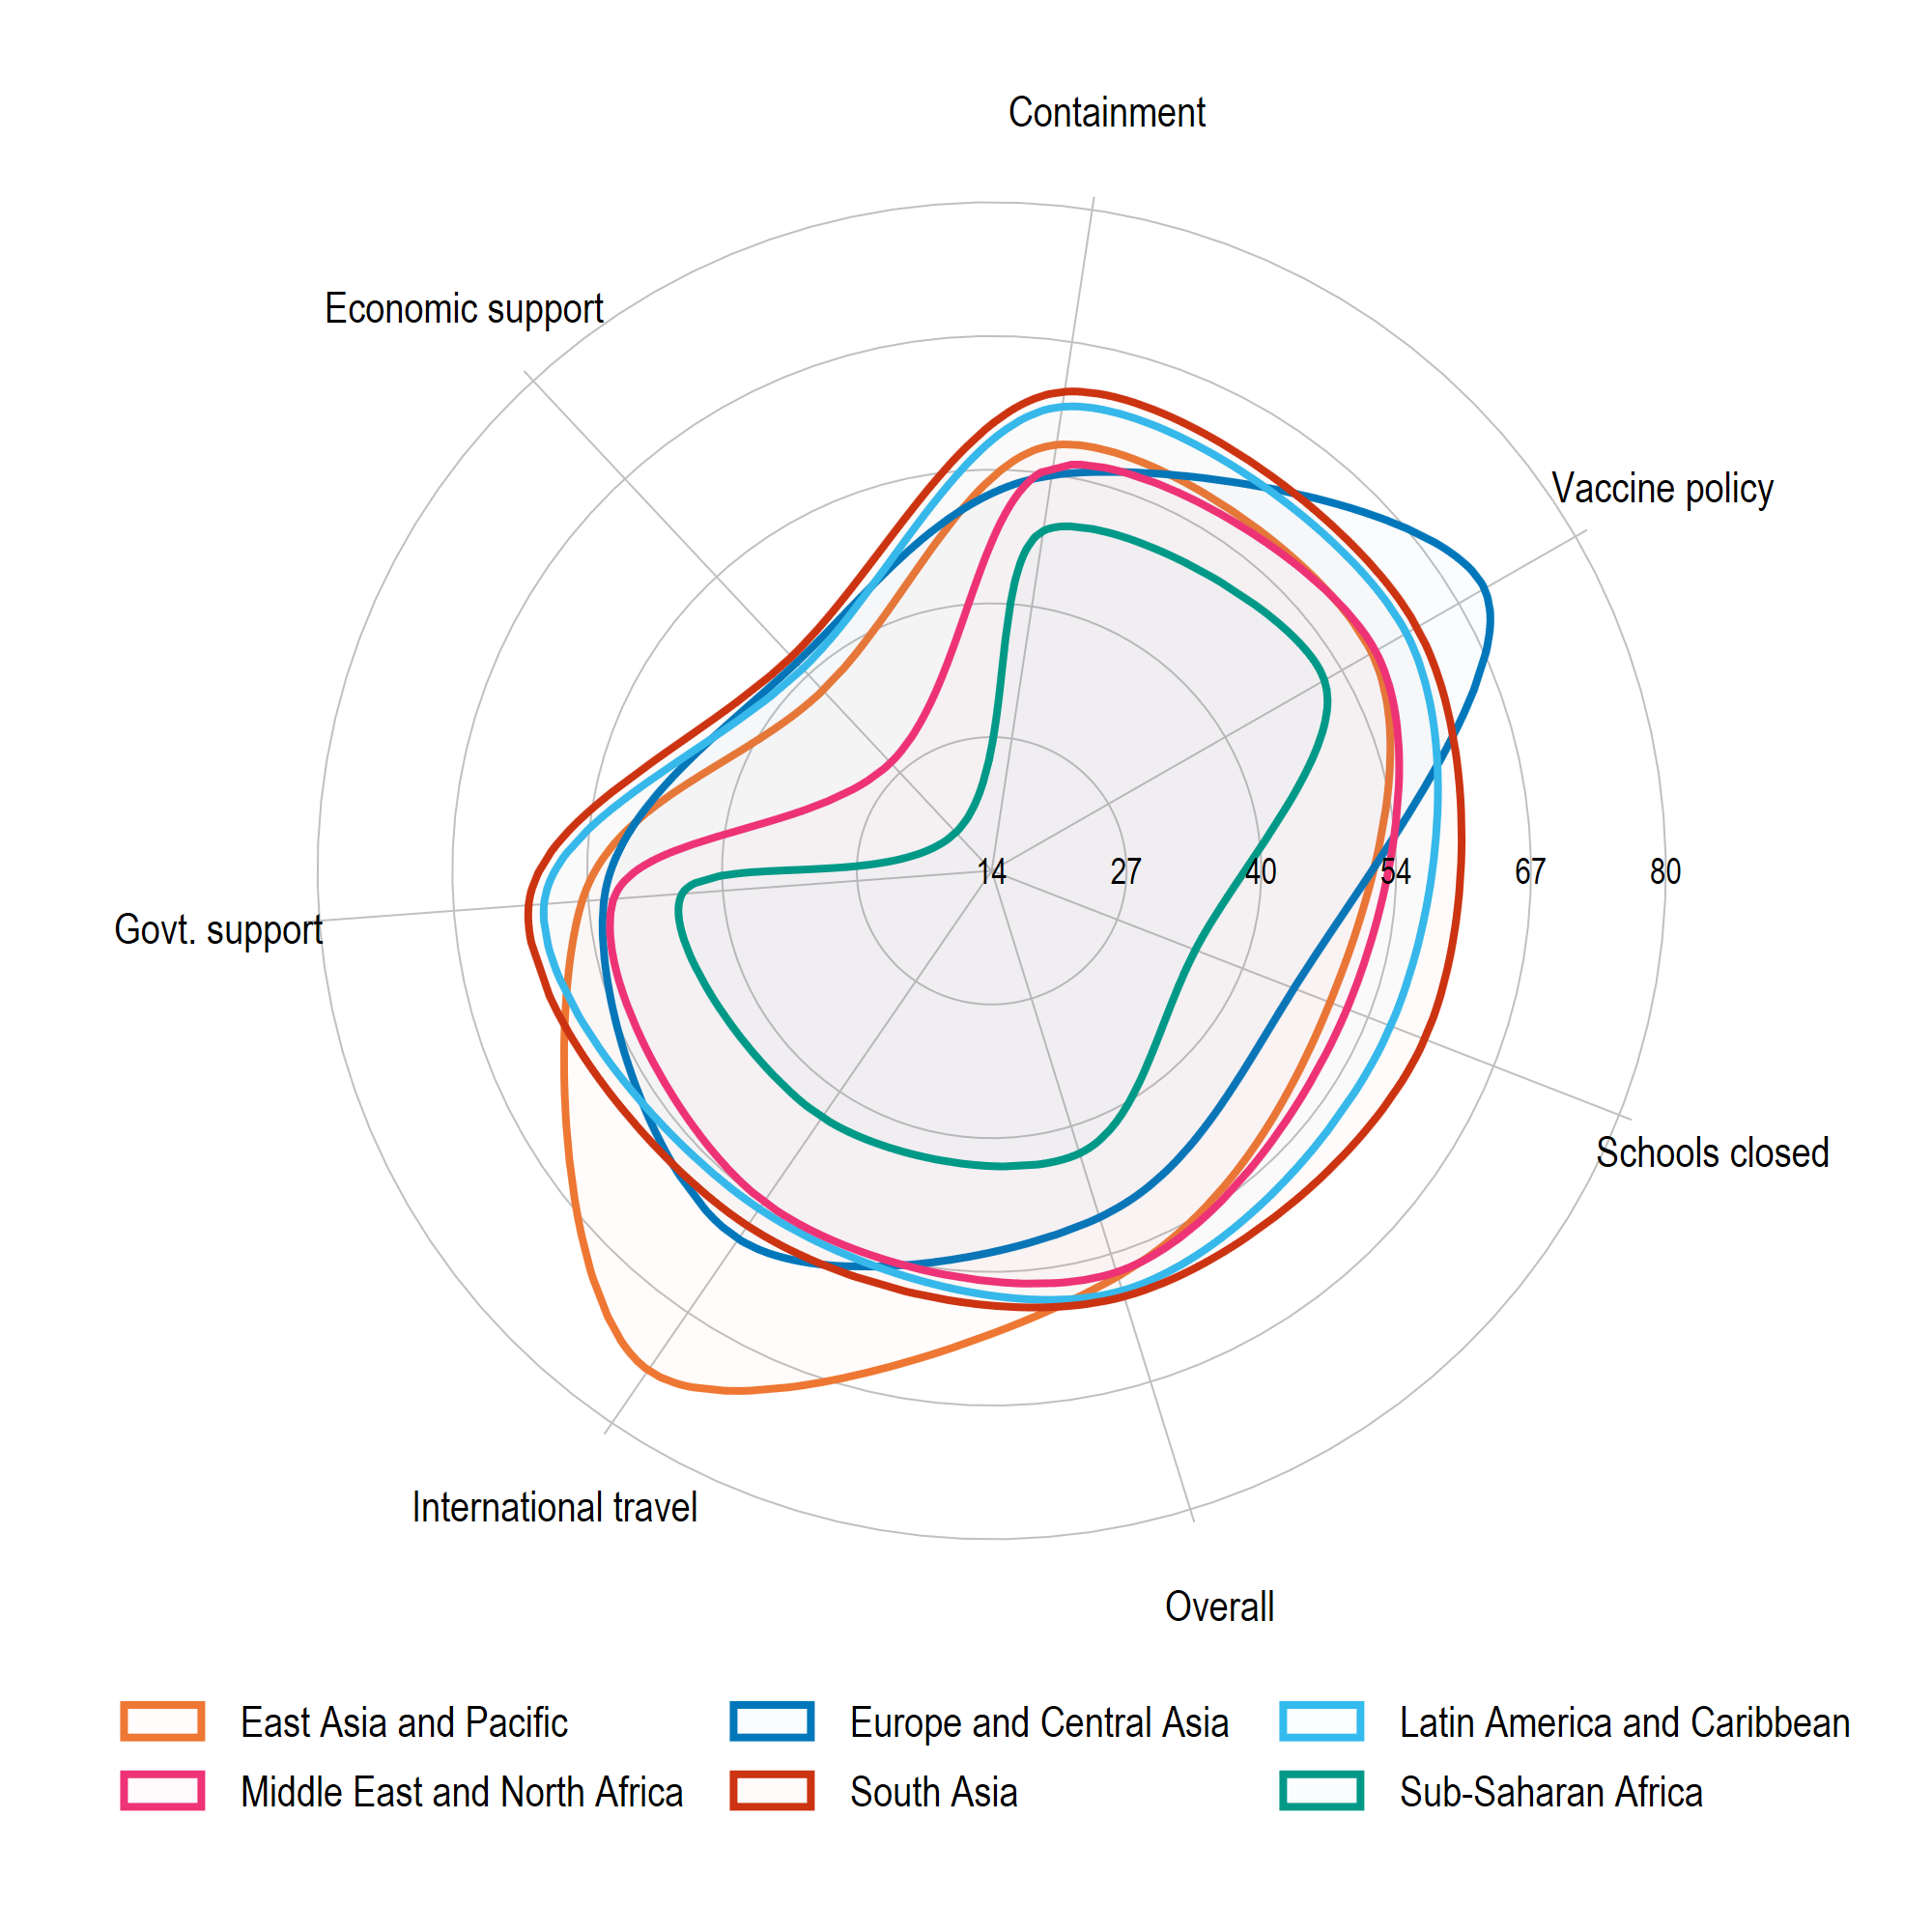 Containment
Economic support
Vaccine policy
14 27 40 54 67 80
Govt. support
Schools closed
International travel
Overall
East Asia and Pacific
Europe and Central Asia
Latin America and Caribbean
Middle East and North Africa
South Asia
Sub-Saharan Africa